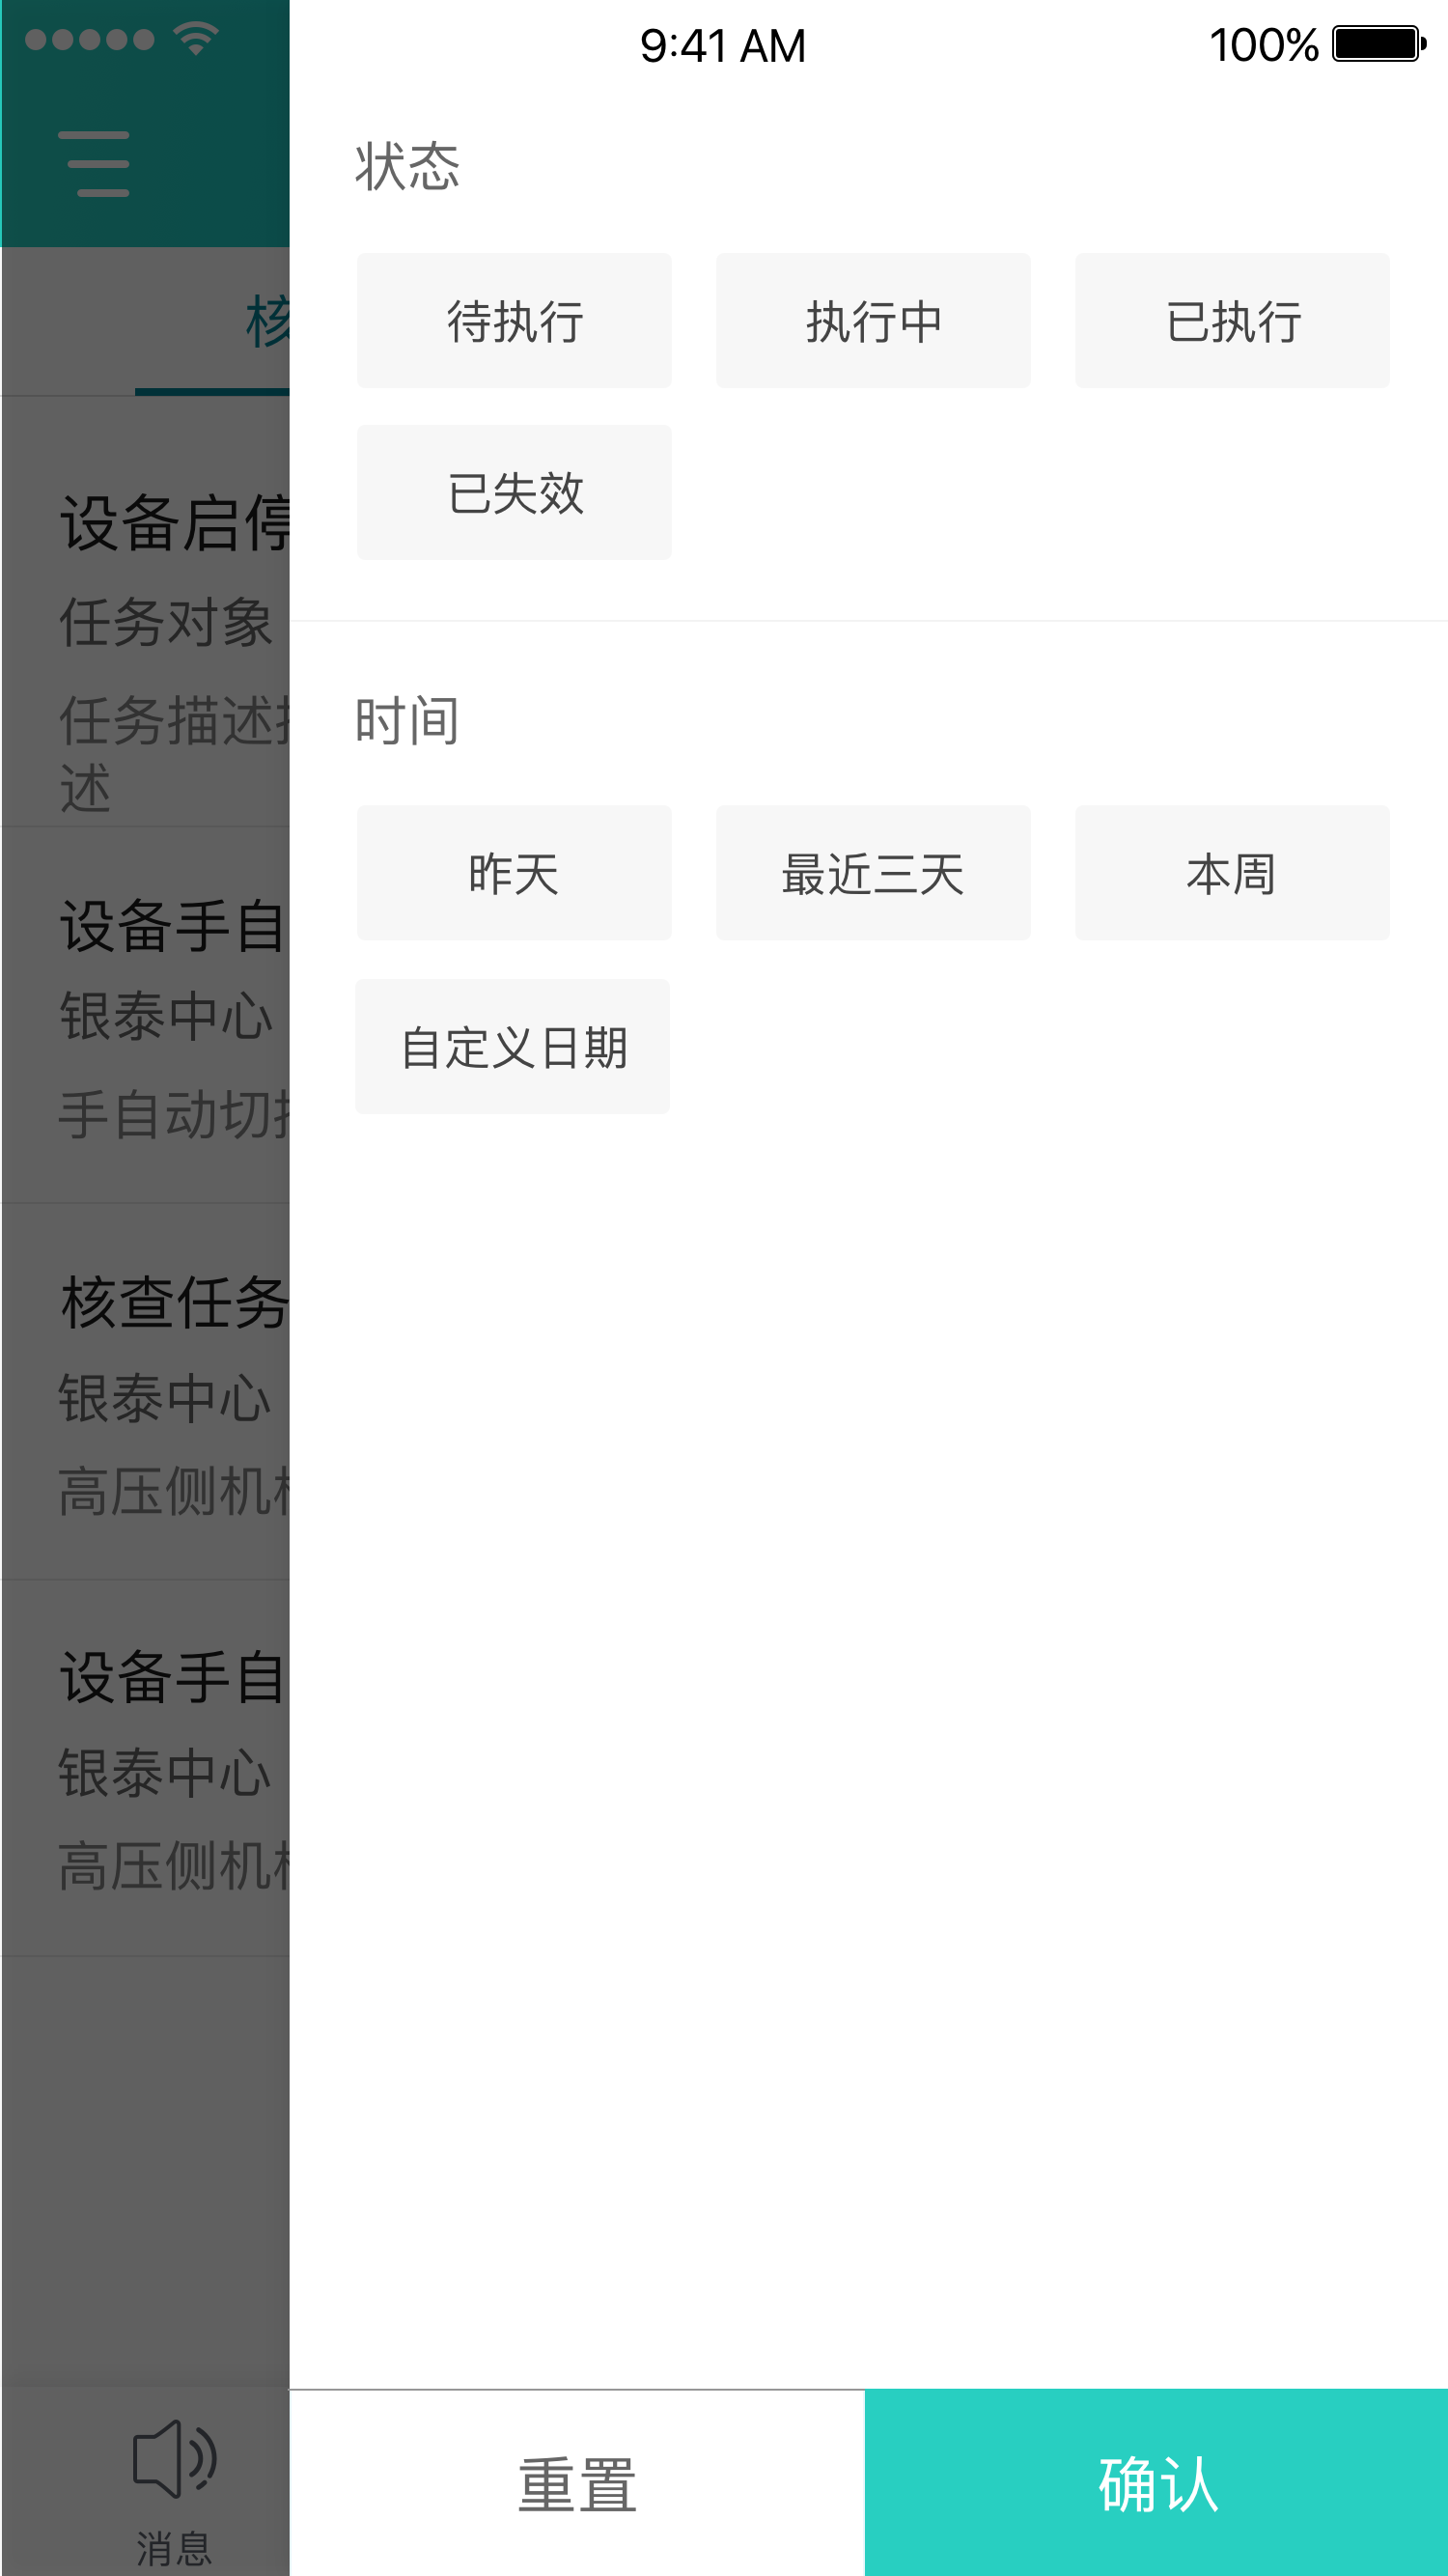 9:41 AM
100%
状态
待执行
执行中
已执行
已失效
时间
昨天
最近三天
本周
自定义日期
重置
确认
核
设备启停
任务对象
任务描述
述
设备手自
银泰中心
手自动切
核查任务
银泰中心
高压侧机
设备手自
银泰中心
高压侧机
消息